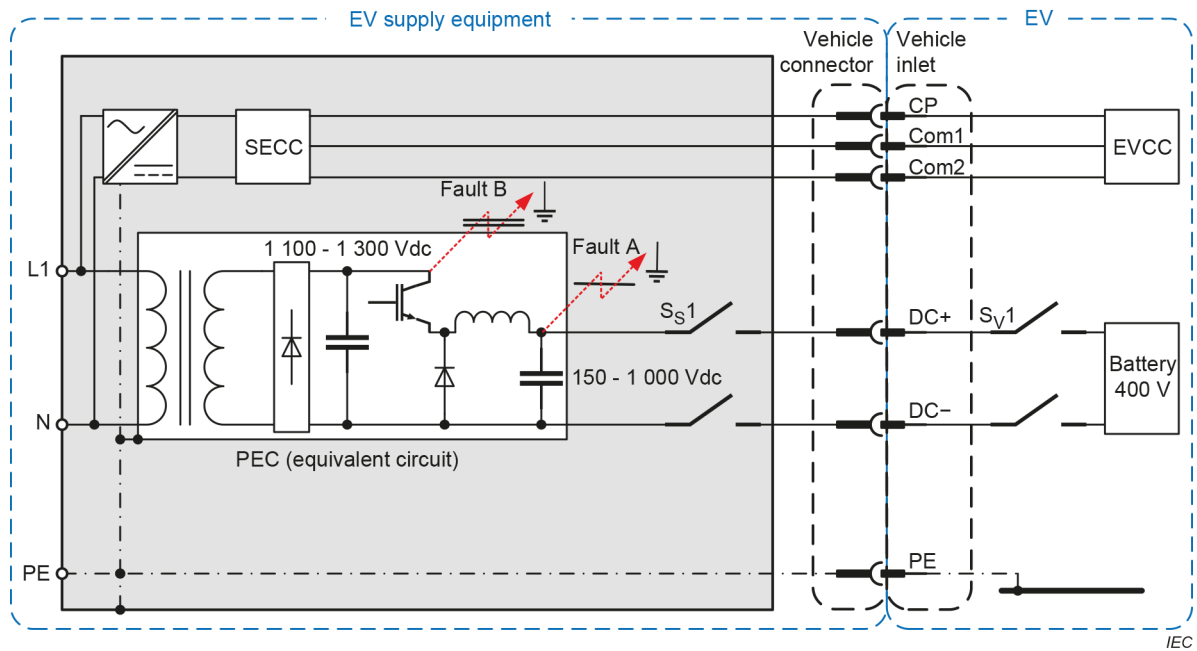 EV supply equipment
EV
Vehicle
connector
Vehicle
inlet
CP
Com1
Com2
SECC
EVCC
Fault B
1 100 - 1 300 Vdc
Fault A
L1
SS1
DC+
SV1
Battery
400 V
150 - 1 000 Vdc
N
DC−
PEC (equivalent circuit)
PE
PE
IEC